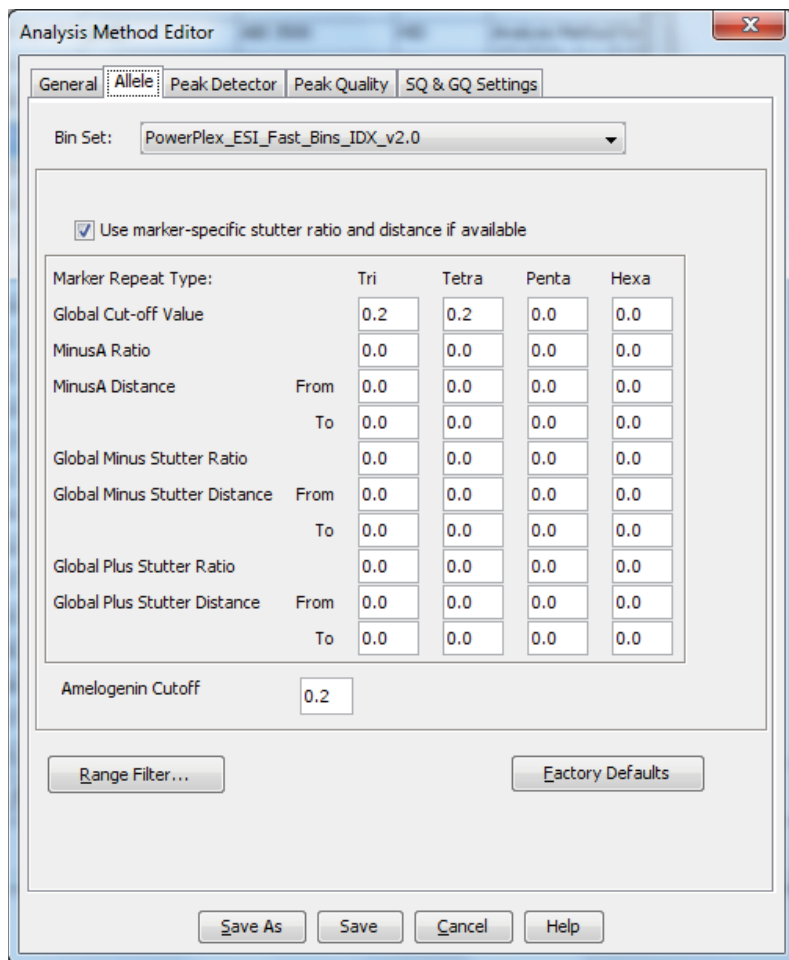 Analysis Method Editor
General Allele Peak Detector Peak Quality SQ & GQ Settings
Bin Set: PowerPlex_ESI_Fast_Bins_IDX_v2.0
Use marker-specific stutter ratio and distance if available
Marker Repeat Type: Tri Tetra Penta Hexa
Global Cut-off Value 0.2 0.2 0.0 0.0
MinusA Ratio 0.0 0.0 0.0 0.0
MinusA Distance From 0.0 0.0 0.0 0.0
To 0.0 0.0 0.0 0.0
Global Minus Stutter Ratio 0.0 0.0 0.0 0.0
Global Minus Stutter Distance From 0.0 0.0 0.0 0.0
To 0.0 0.0 0.0 0.0
Global Plus Stutter Ratio 0.0 0.0 0.0 0.0
Global Plus Stutter Distance From 0.0 0.0 0.0 0.0
To 0.0 0.0 0.0 0.0
Amelogenin Cutoff 0.2
Range Filter... Factory Defaults
Save As Save Cancel Help